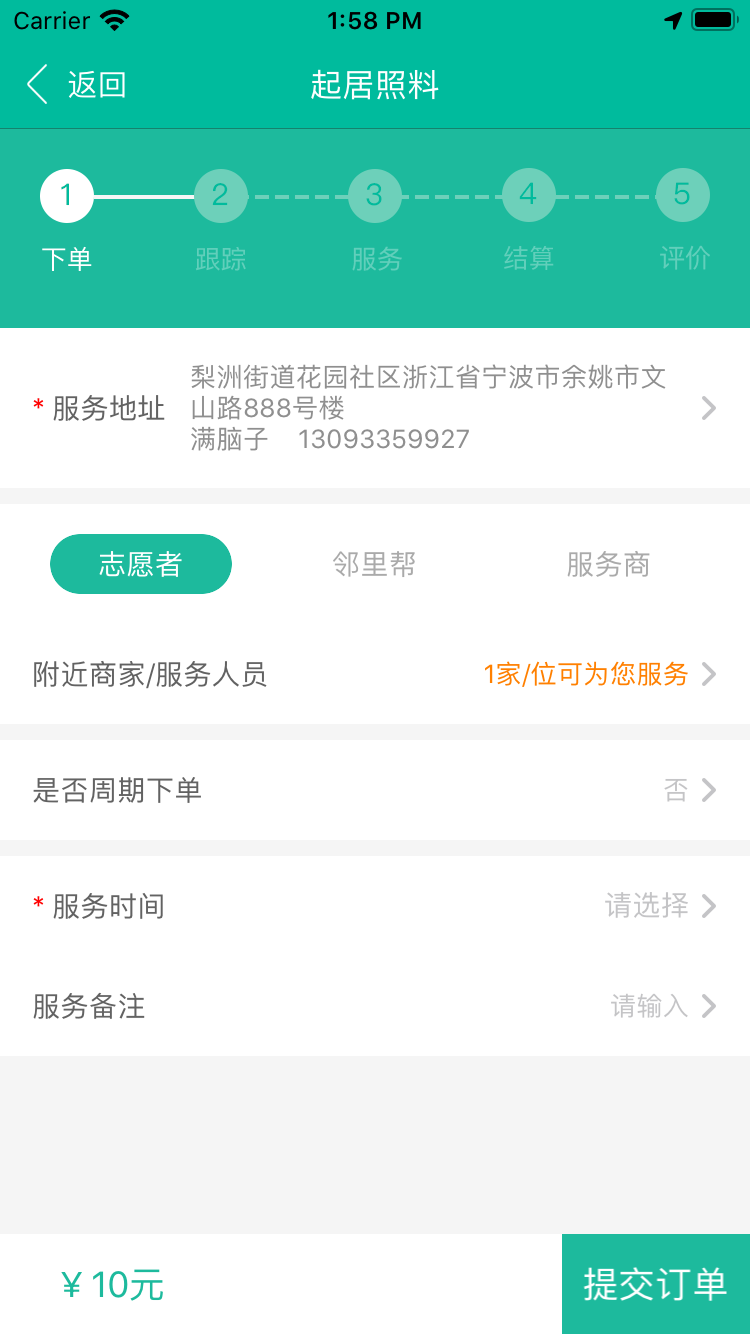 Carrier 1:58 PM
返回 起居照料
1 2 3 4 5
下单 跟踪 服务 结算 评价
* 服务地址
梨洲街道花园社区浙江省宁波市余姚市文
山路888号楼
满脑子 13093359927
志愿者 邻里帮 服务商
附近商家/服务人员 1家/位可为您服务
是否周期下单 否
* 服务时间 请选择
服务备注 请输入
¥ 10元 提交订单